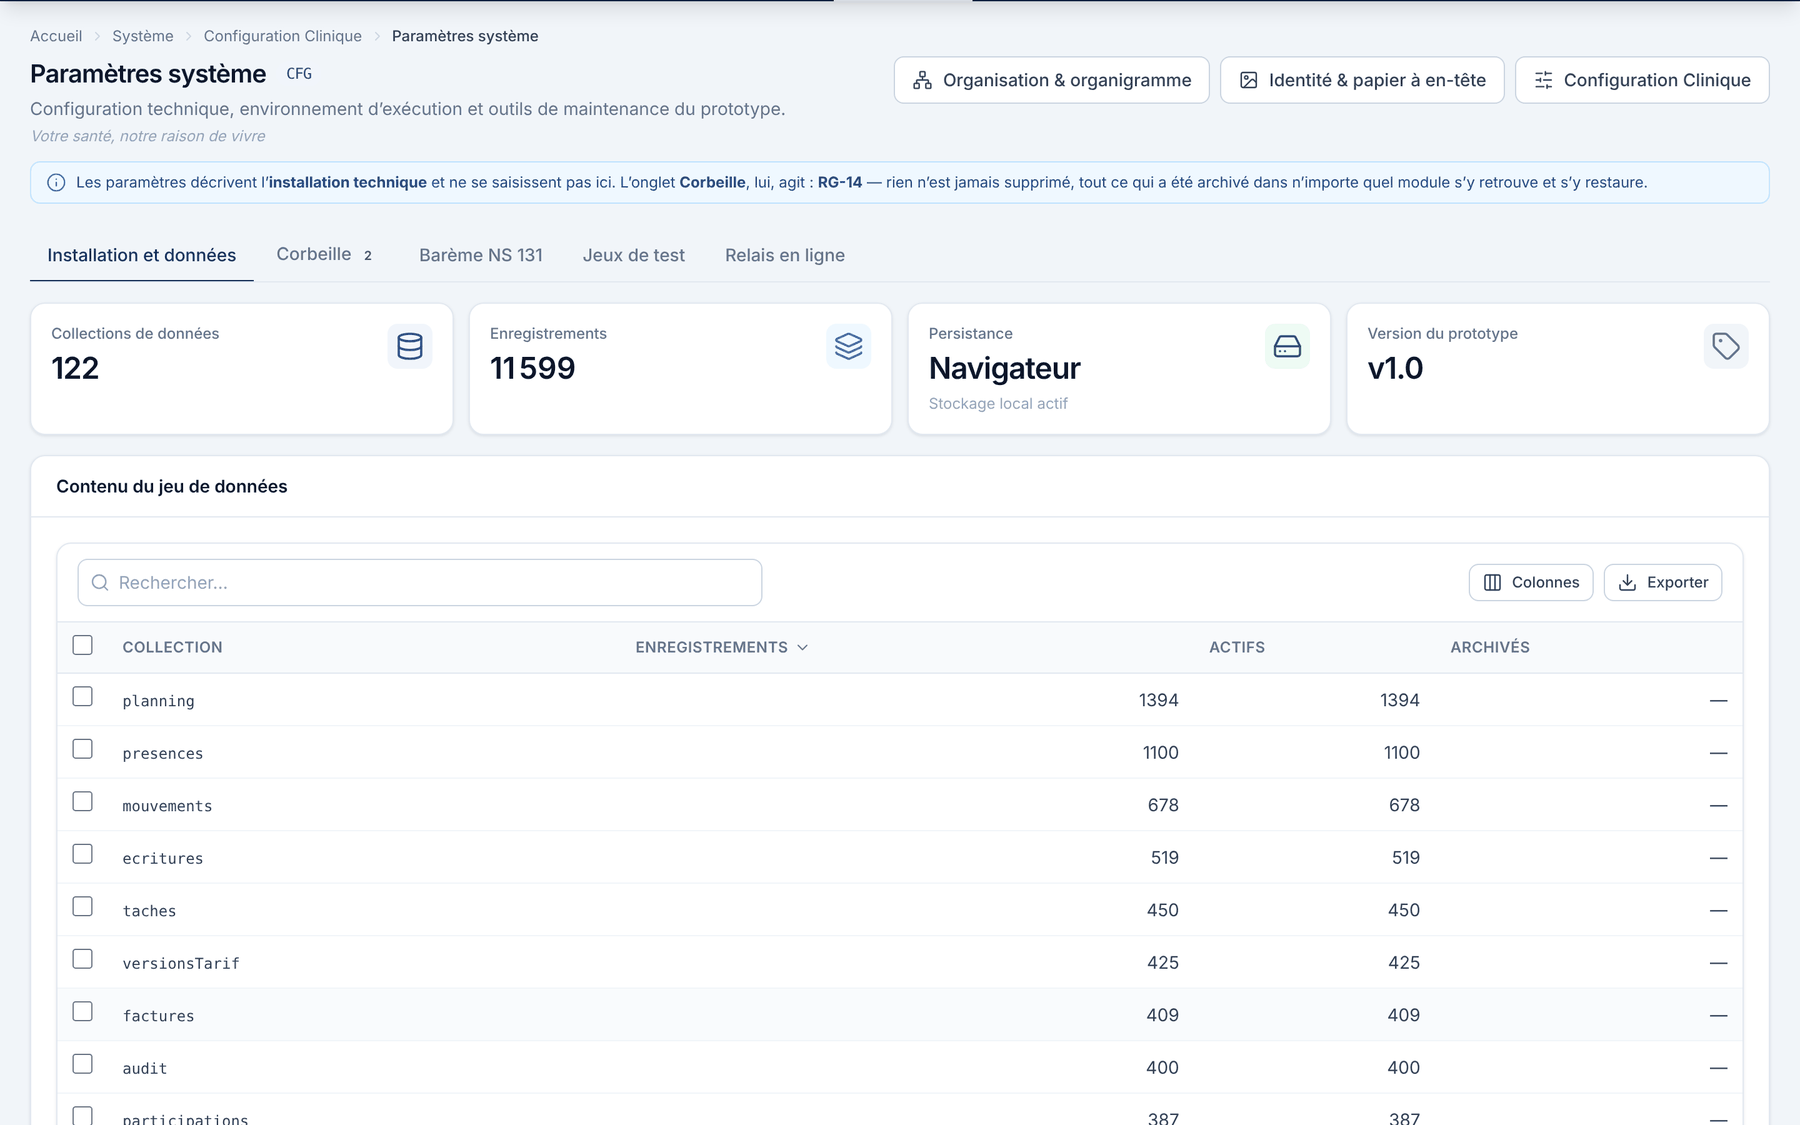 Accueil > Système > Configuration Clinique > Paramètres système
Paramètres système CFG
Organisation & organigramme
Identité & papier à en-tête
Configuration Clinique
Configuration technique, environnement d’exécution et outils de maintenance du prototype.
Votre santé, notre raison de vivre
Les paramètres décrivent l’installation technique et ne se saisissent pas ici. L’onglet Corbeille, lui, agit : RG-14 — rien n’est jamais supprimé, tout ce qui a été archivé dans n’importe quel module s’y retrouve et s’y restaure.
Installation et données Corbeille 2 Barème NS 131 Jeux de test Relais en ligne
Collections de données
122
Enregistrements
11 599
Persistance
Navigateur
Stockage local actif
Version du prototype
v1.0
Contenu du jeu de données
Rechercher...
Colonnes
Exporter
COLLECTION ENREGISTREMENTS ACTIFS ARCHIVÉS
planning 1394 1394 —
presences 1100 1100 —
mouvements 678 678 —
ecritures 519 519 —
taches 450 450 —
versionsTarif 425 425 —
factures 409 409 —
audit 400 400 —
participations 387 387 —